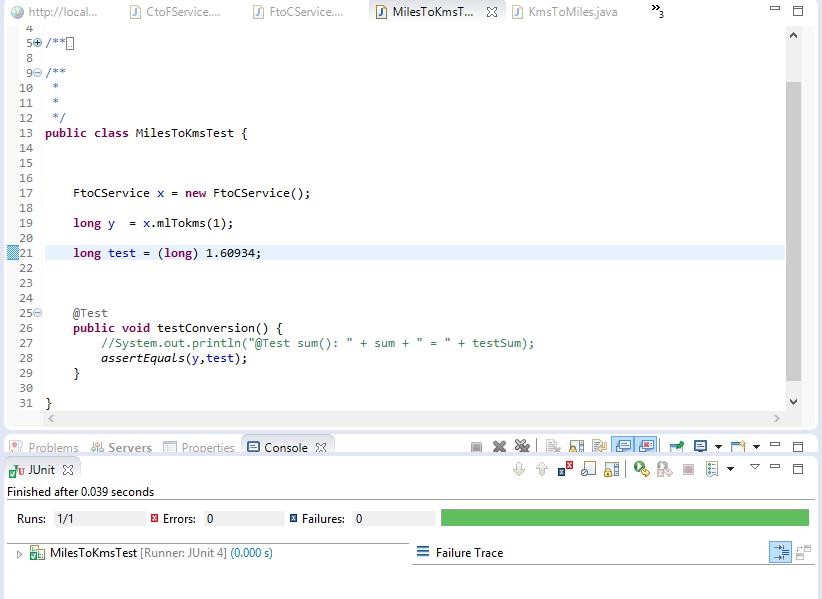 http://local... CtoFService.... FtoCService.... MilesToKmsT... KmsToMiles.java »3
4
5 /**
8
9 /**
10 *
11 *
12 */
13 public class MilesToKmsTest {
14
15
16
17 FtoCService x = new FtoCService();
18
19 long y  = x.mlTokms(1);
20
21 long test = (long) 1.60934;
22
23
24
25 @Test
26 public void testConversion() {
27 //System.out.println("@Test sum(): " + sum + " = " + testSum);
28 assertEquals(y,test);
29 }
30
31 }
Problems Servers Properties Console
JUnit
Finished after 0.039 seconds
Runs: 1/1 Errors: 0 Failures: 0
MilesToKmsTest [Runner: JUnit 4] (0.000 s) Failure Trace